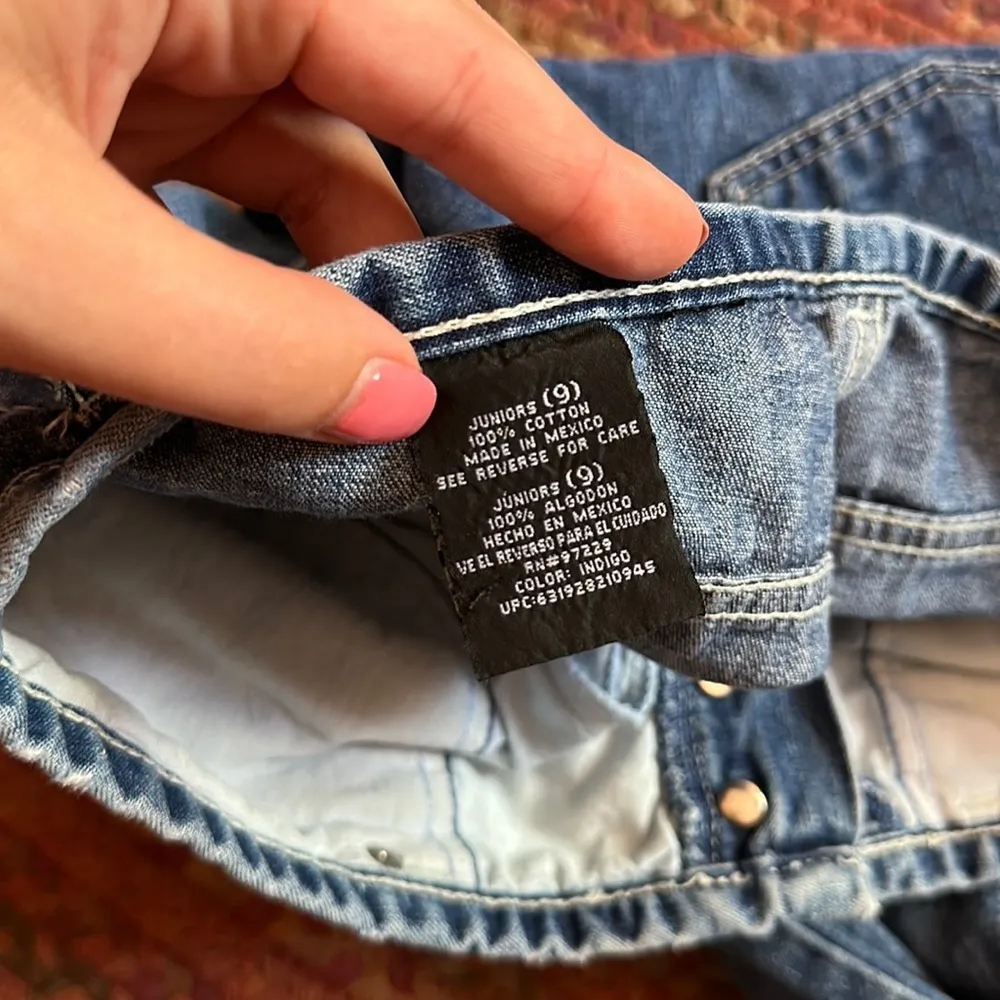 JUNIORS (9)
100% COTTON
MADE IN MEXICO
SEE REVERSE FOR CARE
JUNIORS (9)
100% ALGODON
HECHO EN MEXICO
VE EL REVERSO PARA EL CUIDADO
RN#97229
COLOR: INDIGO
UPC:631928210945